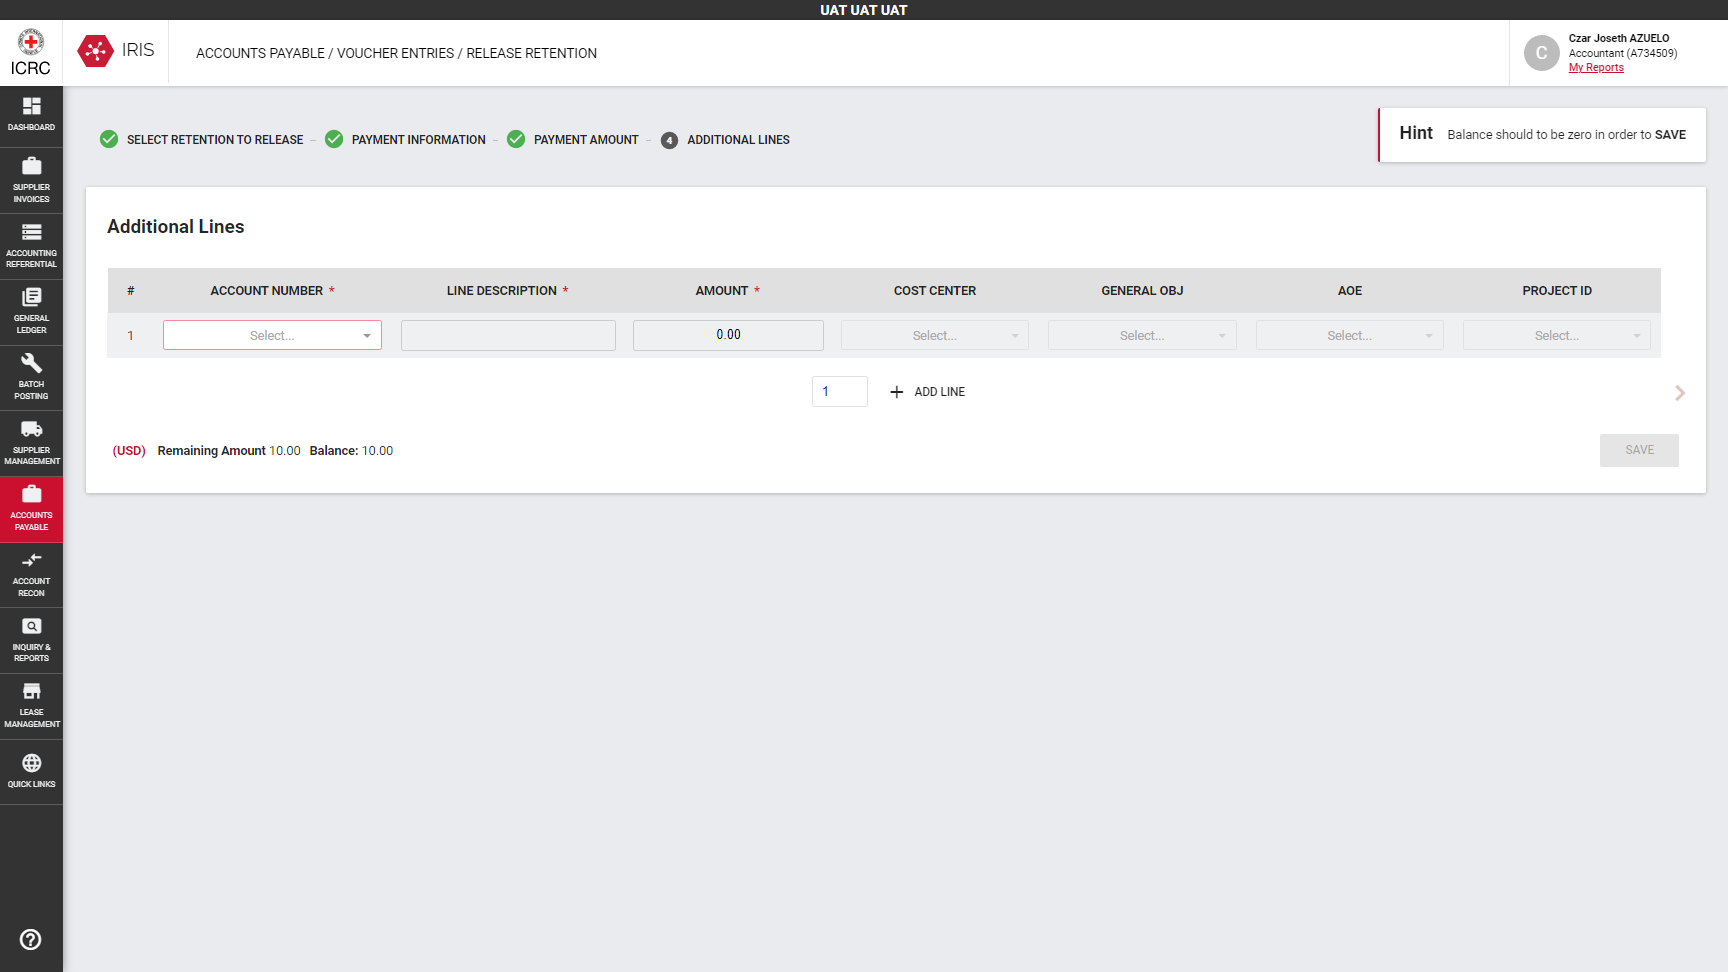 UAT UAT UAT
ICRC
IRIS
ACCOUNTS PAYABLE / VOUCHER ENTRIES / RELEASE RETENTION
C
Czar Joseth AZUELO
Accountant (A734509)
My Reports
DASHBOARD
SUPPLIER
INVOICES
ACCOUNTING
REFERENTIAL
GENERAL
LEDGER
BATCH
POSTING
SUPPLIER
MANAGEMENT
ACCOUNTS
PAYABLE
ACCOUNT
RECON
INQUIRY &
REPORTS
LEASE
MANAGEMENT
QUICK LINKS
SELECT RETENTION TO RELEASE – PAYMENT INFORMATION – PAYMENT AMOUNT – 4 ADDITIONAL LINES
Hint Balance should to be zero in order to SAVE
Additional Lines
# ACCOUNT NUMBER * LINE DESCRIPTION * AMOUNT * COST CENTER GENERAL OBJ AOE PROJECT ID
1 Select... 0.00 Select... Select... Select... Select...
1 + ADD LINE
(USD) Remaining Amount 10.00 Balance: 10.00
SAVE